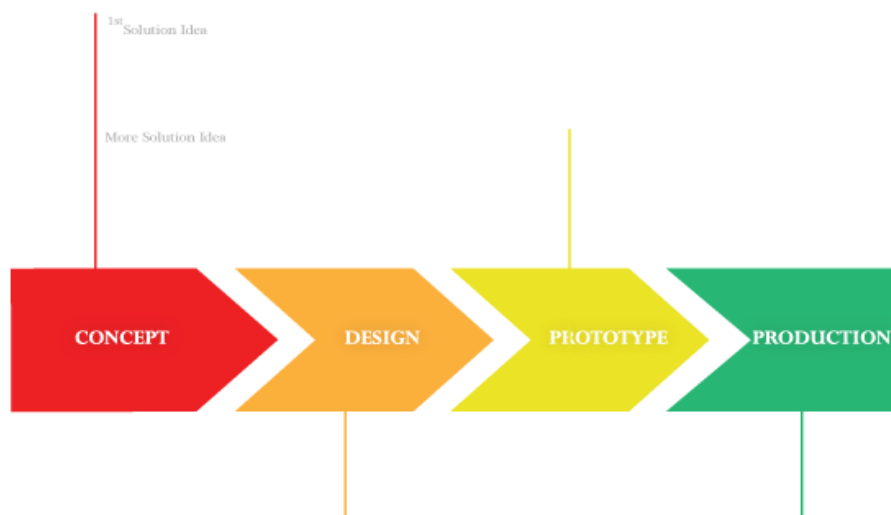 1st Solution Idea
More Solution Idea
CONCEPT
DESIGN
PROTOTYPE
PRODUCTION